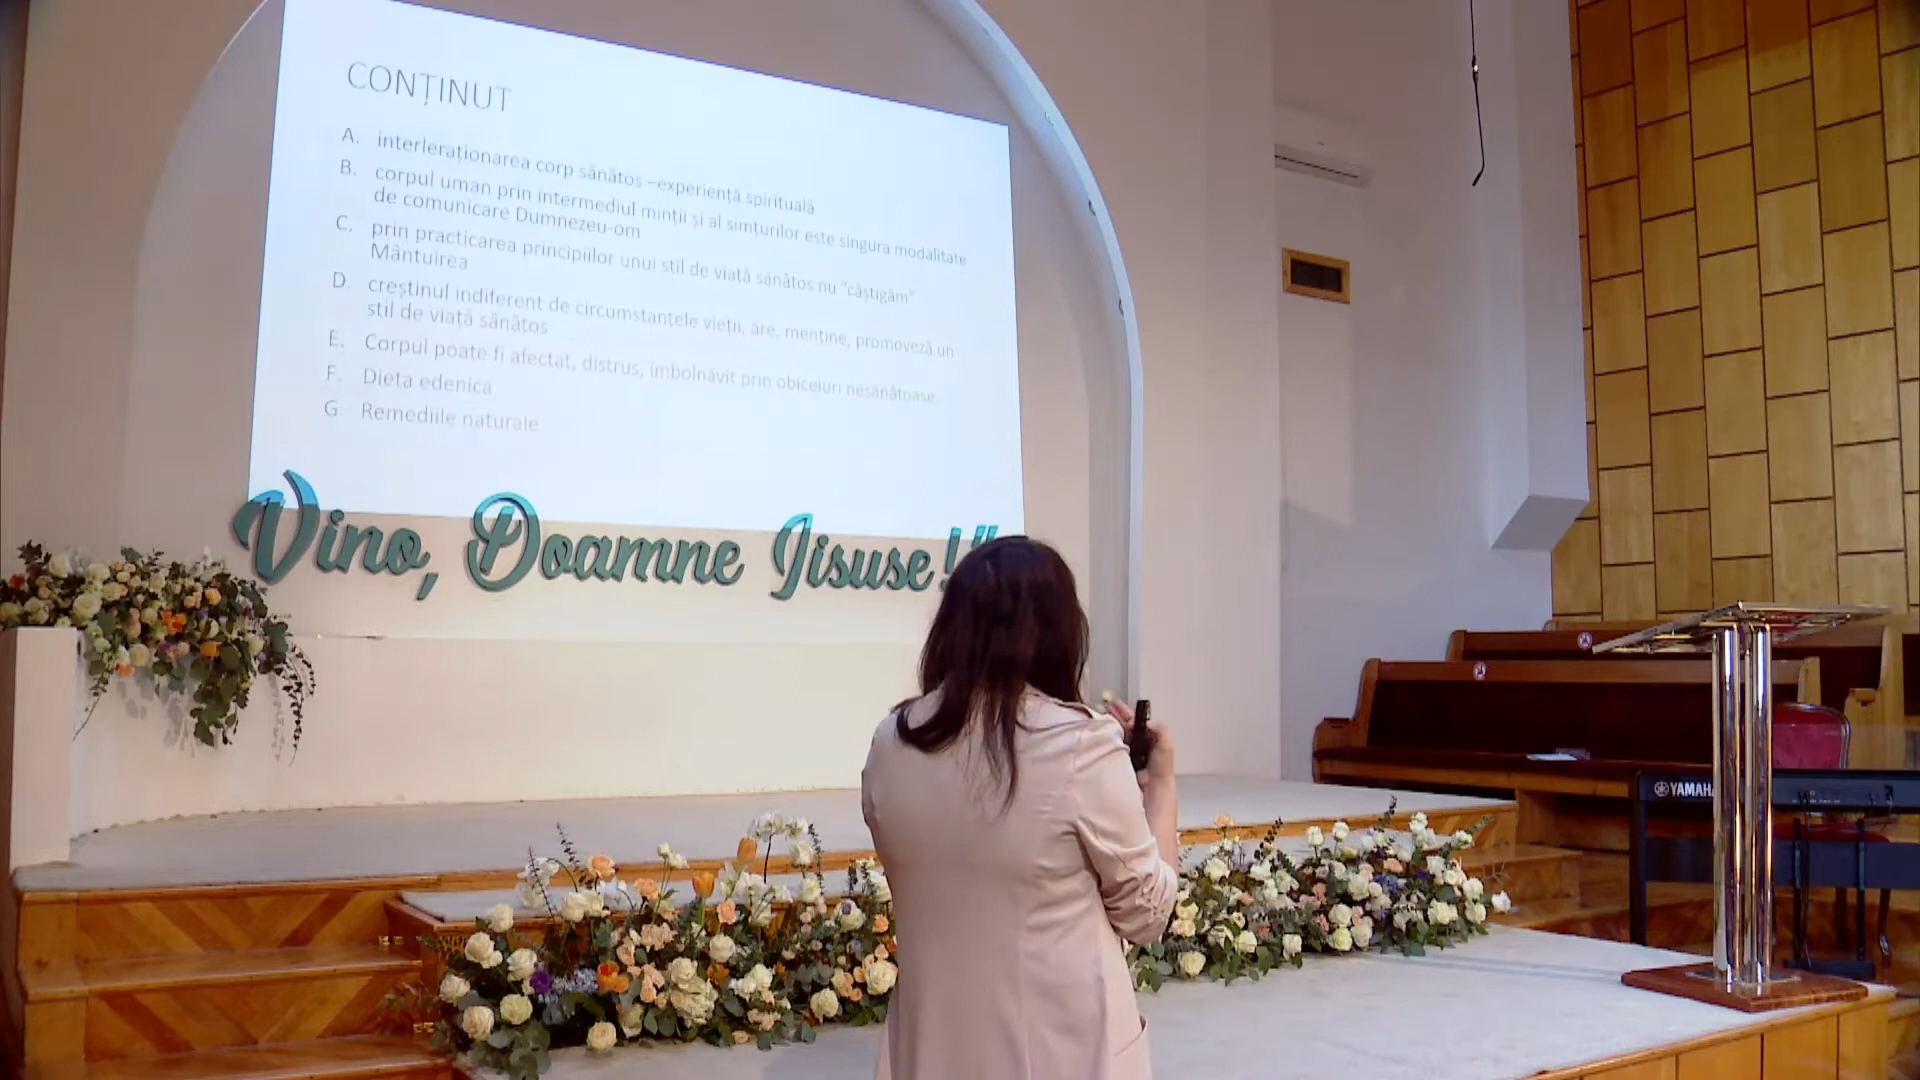 CONȚINUT
A. interleraționarea corp sănătos –experiență spirituală
B. corpul uman prin intermediul minții și al simțurilor este singura modalitate
de comunicare Dumnezeu-om
C. prin practicarea principiilor unui stil de viață sănătos nu "câștigăm"
Mântuirea
D. creștinul indiferent de circumstanțele vieții, are, menține, promoveză un
stil de viață sănătos
E. Corpul poate fi afectat, distrus, îmbolnăvit prin obiceiuri nesănătoase
F. Dieta edenică
G. Remediile naturale
Vino, Doamne Iisuse!"
YAMAHA